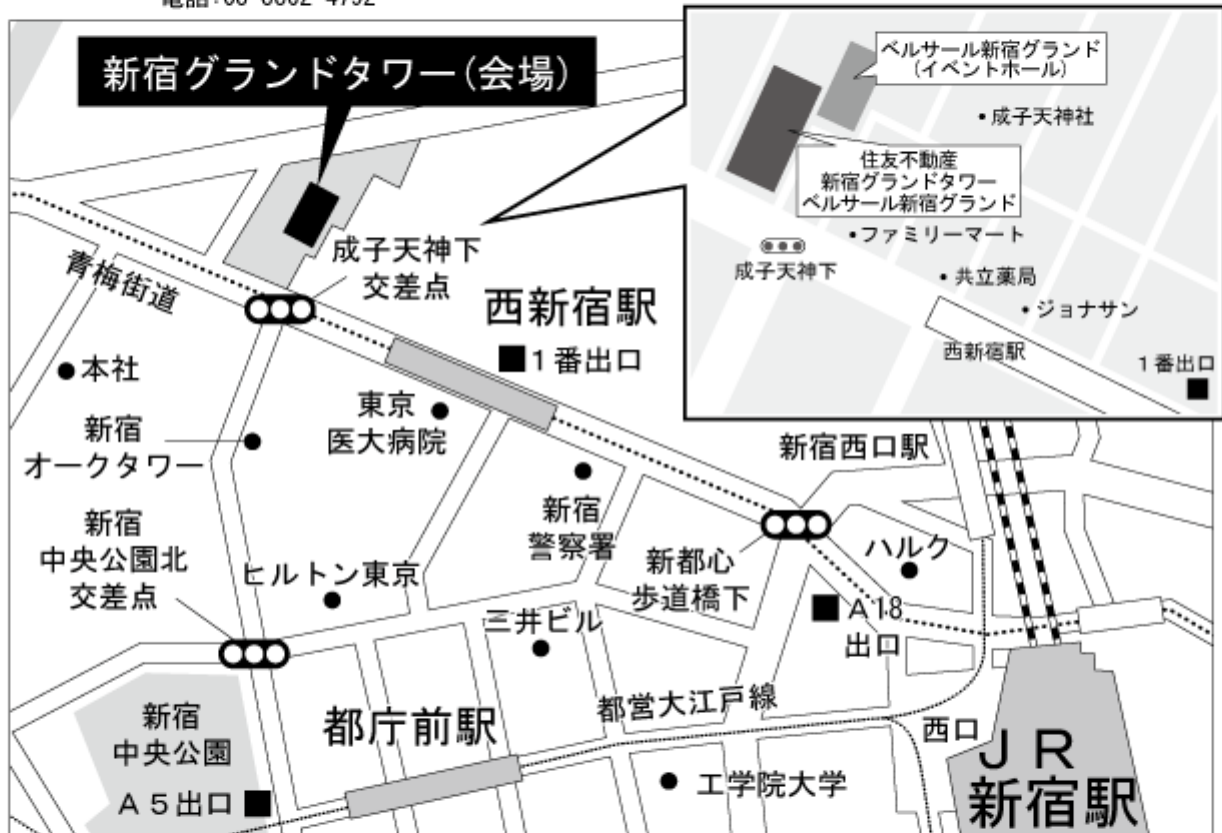 新宿グランドタワー(会場)
ベルサール新宿グランド
(イベントホール)
・成子天神社
住友不動産
新宿グランドタワー
ベルサール新宿グランド
・ファミリーマート
成子天神下
・共立薬局
・ジョナサン
西新宿駅
1番出口
成子天神下
交差点
青梅街道
西新宿駅
■1番出口
●本社
東京
医大病院
新宿
オークタワー
新宿西口駅
新宿
警察署
新宿
中央公園北
交差点
ヒルトン東京
新都心
歩道橋下
ハルク
三井ビル
■A18
出口
都営大江戸線
新宿
中央公園
都庁前駅
西口
JR
新宿駅
A5出口■
●工学院大学